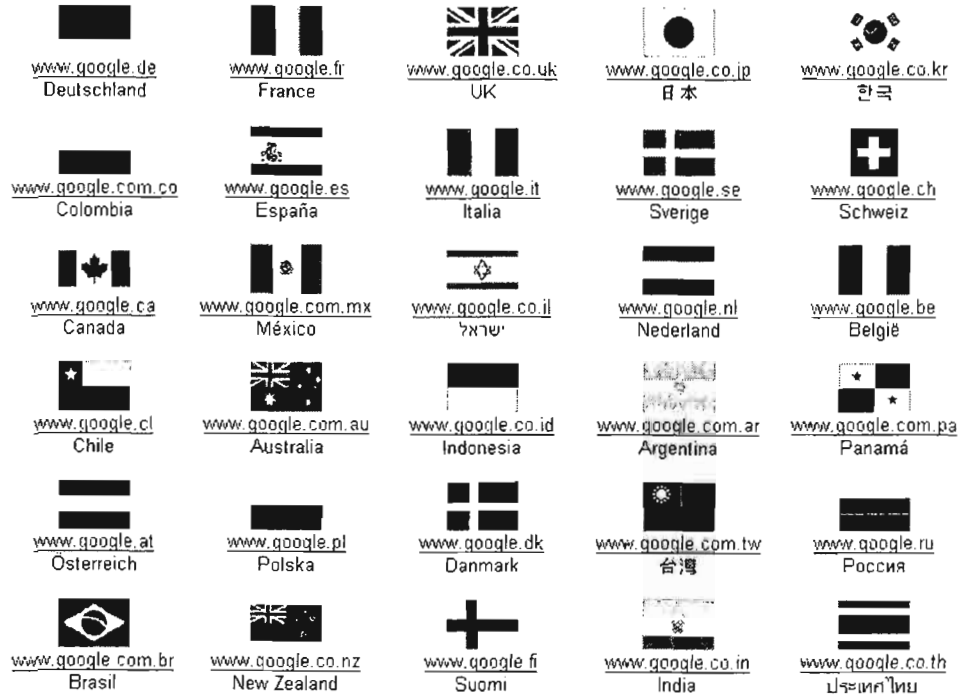 www.google.de www.google.fr www.google.co.uk www.google.co.jp www.google.co.kr
Deutschland France UK 日本 한국
www.google.com.co www.google.es www.google.it www.google.se www.google.ch
Colombia España Italia Sverige Schweiz
www.google.ca www.google.com.mx www.google.co.il www.google.nl www.google.be
Canada México ישראל Nederland België
www.google.cl www.google.com.au www.google.co.id www.google.com.ar www.google.com.pa
Chile Australia Indonesia Argentina Panamá
www.google.at www.google.pl www.google.dk www.google.com.tw www.google.ru
Österreich Polska Danmark 台灣 Россия
www.google.com.br www.google.co.nz www.google.fi www.google.co.in www.google.co.th
Brasil New Zealand Suomi India ประเทศไทย